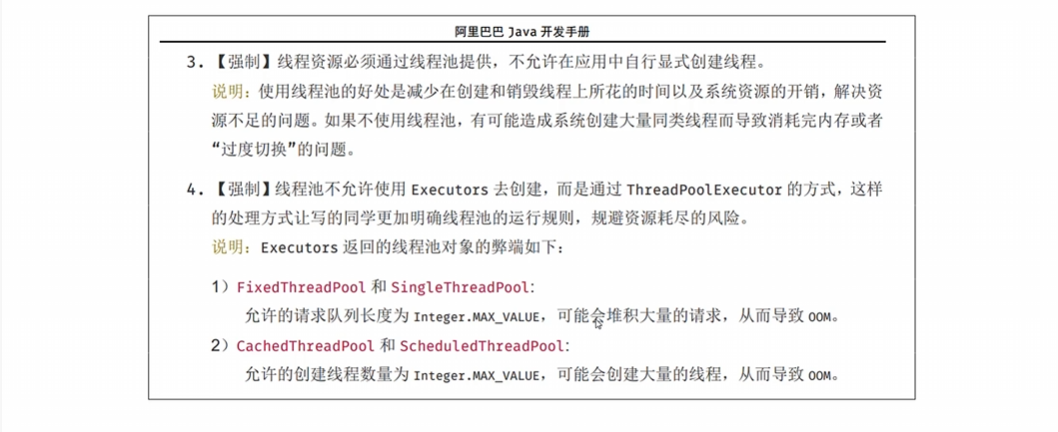 阿里巴巴 Java 开发手册
3. 【强制】线程资源必须通过线程池提供，不允许在应用中自行显式创建线程。
说明：使用线程池的好处是减少在创建和销毁线程上所花的时间以及系统资源的开销，解决资
源不足的问题。如果不使用线程池，有可能造成系统创建大量同类线程而导致消耗完内存或者
“过度切换”的问题。
4. 【强制】线程池不允许使用 Executors 去创建，而是通过 ThreadPoolExecutor 的方式，这样
的处理方式让写的同学更加明确线程池的运行规则，规避资源耗尽的风险。
说明：Executors 返回的线程池对象的弊端如下：
1）FixedThreadPool 和 SingleThreadPool:
允许的请求队列长度为 Integer.MAX_VALUE，可能会堆积大量的请求，从而导致 OOM。
2）CachedThreadPool 和 ScheduledThreadPool:
允许的创建线程数量为 Integer.MAX_VALUE，可能会创建大量的线程，从而导致 OOM。